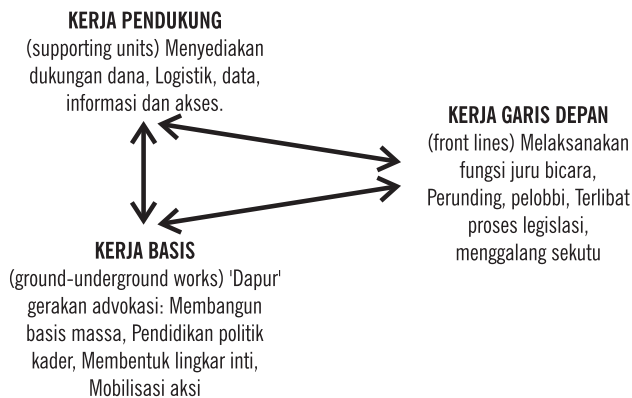 KERJA PENDUKUNG
(supporting units) Menyediakan
dukungan dana, Logistik, data,
informasi dan akses.
KERJA GARIS DEPAN
(front lines) Melaksanakan
fungsi juru bicara,
Perunding, pelobbi, Terlibat
proses legislasi,
menggalang sekutu
KERJA BASIS
(ground-underground works) 'Dapur'
gerakan advokasi: Membangun
basis massa, Pendidikan politik
kader, Membentuk lingkar inti,
Mobilisasi aksi